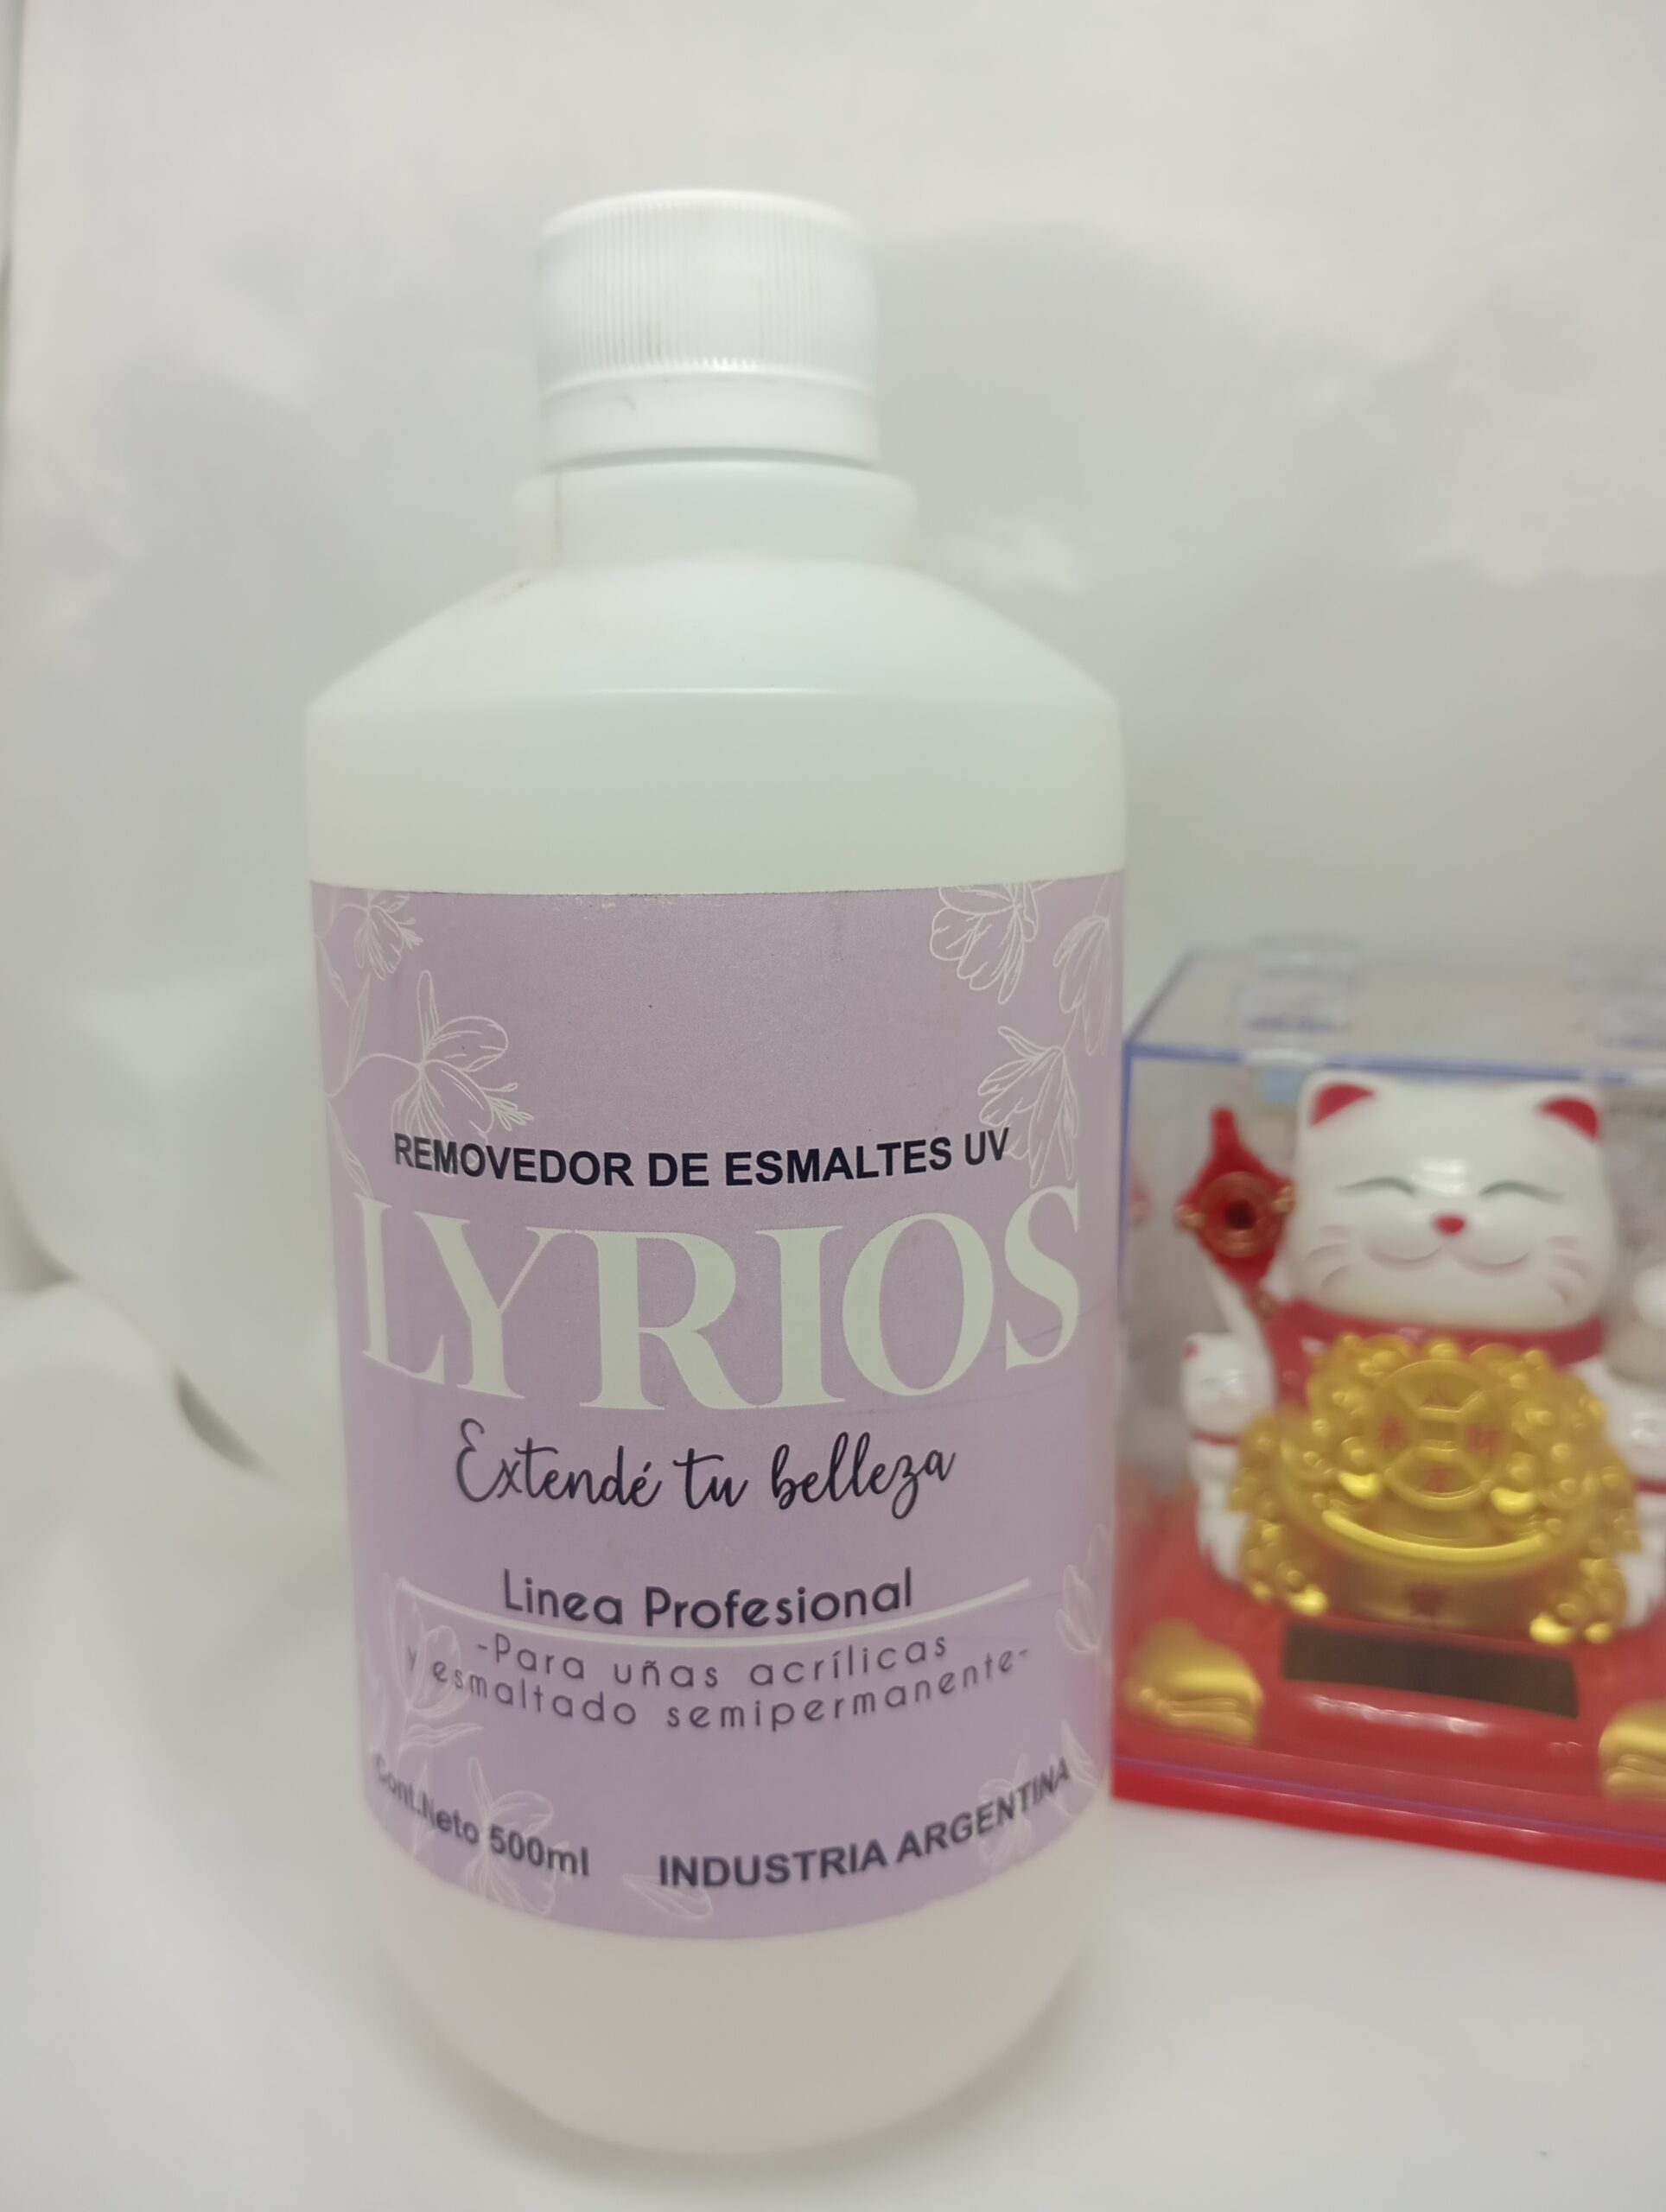 REMOVEDOR DE ESMALTES UV
LYRIOS
Extendé tu belleza
Linea Profesional
-Para uñas acrílicas
y esmaltado semipermanente-
Cont.Neto 500ml
INDUSTRIA ARGENTINA